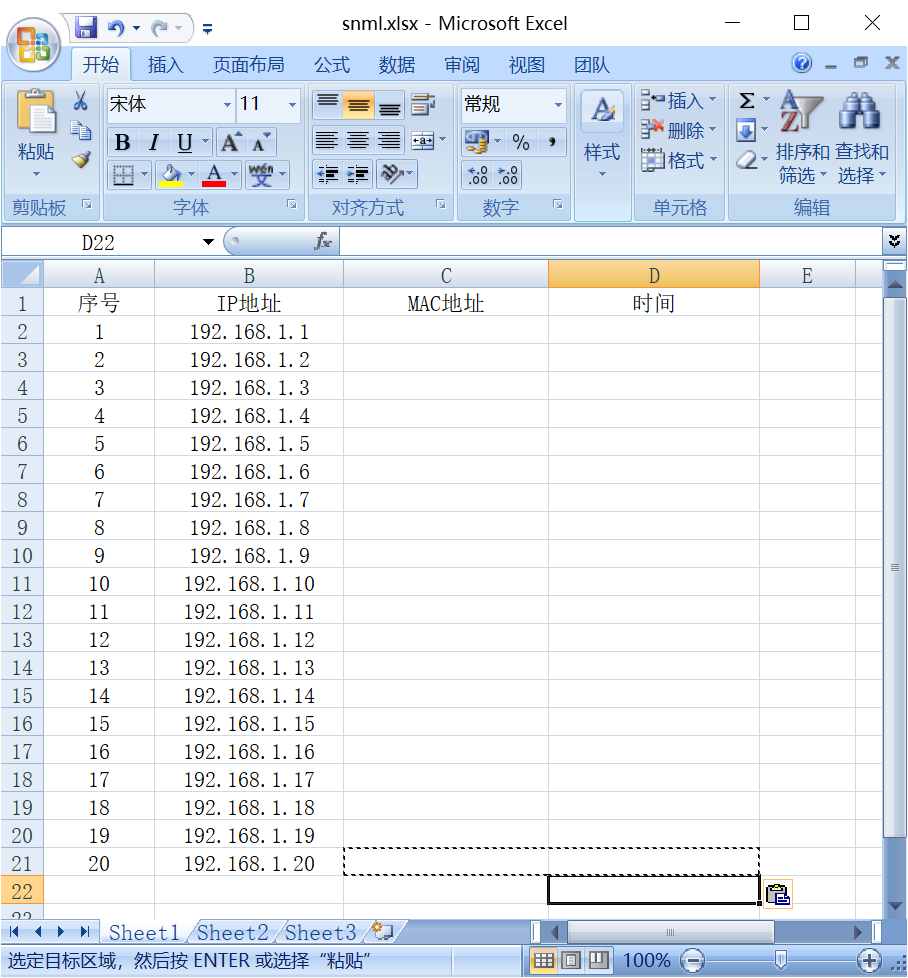 snml.xlsx - Microsoft Excel
开始 插入 页面布局 公式 数据 审阅 视图 团队
宋体 11 常规 插入 Σ
粘贴 B I U A A % , 样式 删除 排序和 查找和
A wén 文 .00 .00 格式 筛选 选择
剪贴板 字体 对齐方式 数字 单元格 编辑
D22 fx
A B C D E
1 序号 IP地址 MAC地址 时间
2 1 192.168.1.1
3 2 192.168.1.2
4 3 192.168.1.3
5 4 192.168.1.4
6 5 192.168.1.5
7 6 192.168.1.6
8 7 192.168.1.7
9 8 192.168.1.8
10 9 192.168.1.9
11 10 192.168.1.10
12 11 192.168.1.11
13 12 192.168.1.12
14 13 192.168.1.13
15 14 192.168.1.14
16 15 192.168.1.15
17 16 192.168.1.16
18 17 192.168.1.17
19 18 192.168.1.18
20 19 192.168.1.19
21 20 192.168.1.20
22
23
Sheet1 Sheet2 Sheet3
选定目标区域，然后按 ENTER 或选择“粘贴” 100%